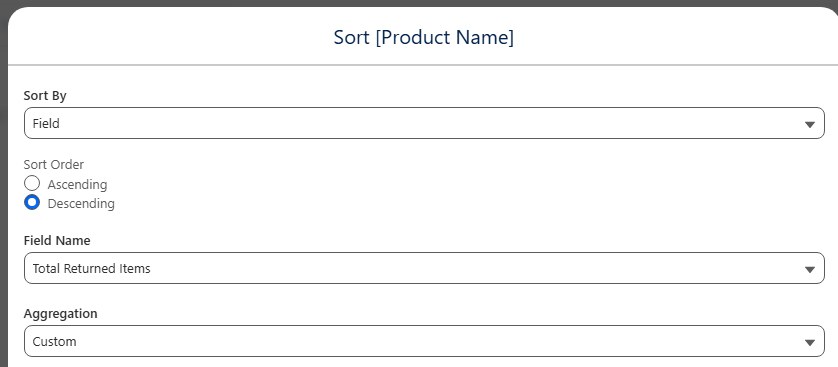 Sort [Product Name]
Sort By
Field
Sort Order
Ascending
Descending
Field Name
Total Returned Items
Aggregation
Custom